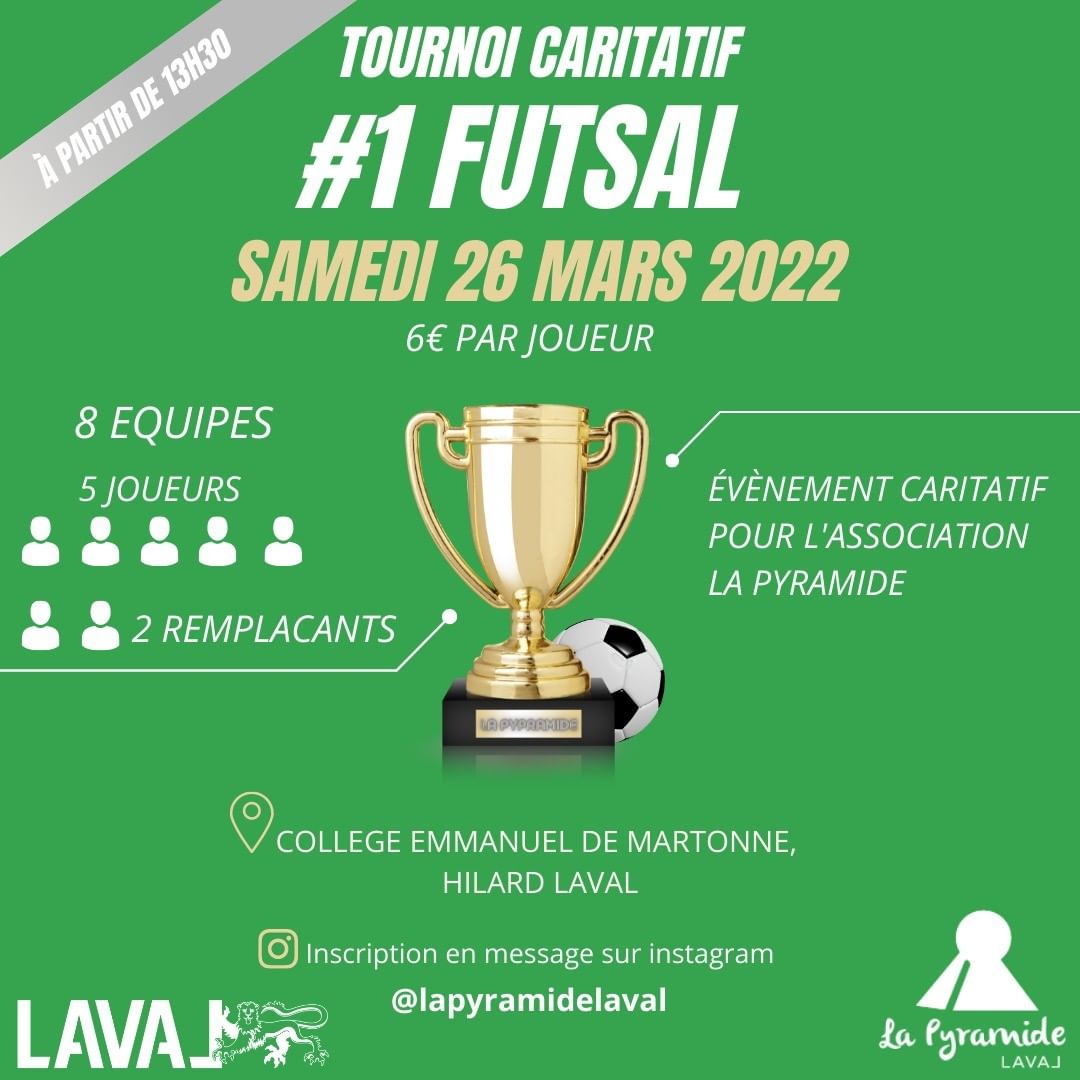 À PARTIR DE 13H30
TOURNOI CARITATIF
#1 FUTSAL
SAMEDI 26 MARS 2022
6€ PAR JOUEUR
8 EQUIPES
5 JOUEURS
2 REMPLACANTS
ÉVÈNEMENT CARITATIF
POUR L'ASSOCIATION
LA PYRAMIDE
LA PYPRAMIDE
COLLEGE EMMANUEL DE MARTONNE,
HILARD LAVAL
Inscription en message sur instagram
@lapyramidelaval
LAVAL
La Pyramide
LAVAL